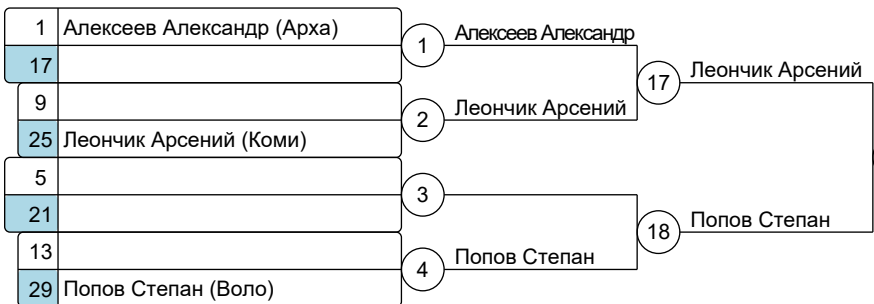 1 Алексеев Александр (Арха)
17
1
Алексеев Александр
9
25 Леончик Арсений (Коми)
2
Леончик Арсений
17
Леончик Арсений
5
21
3
13
29 Попов Степан (Воло)
4
Попов Степан
18
Попов Степан